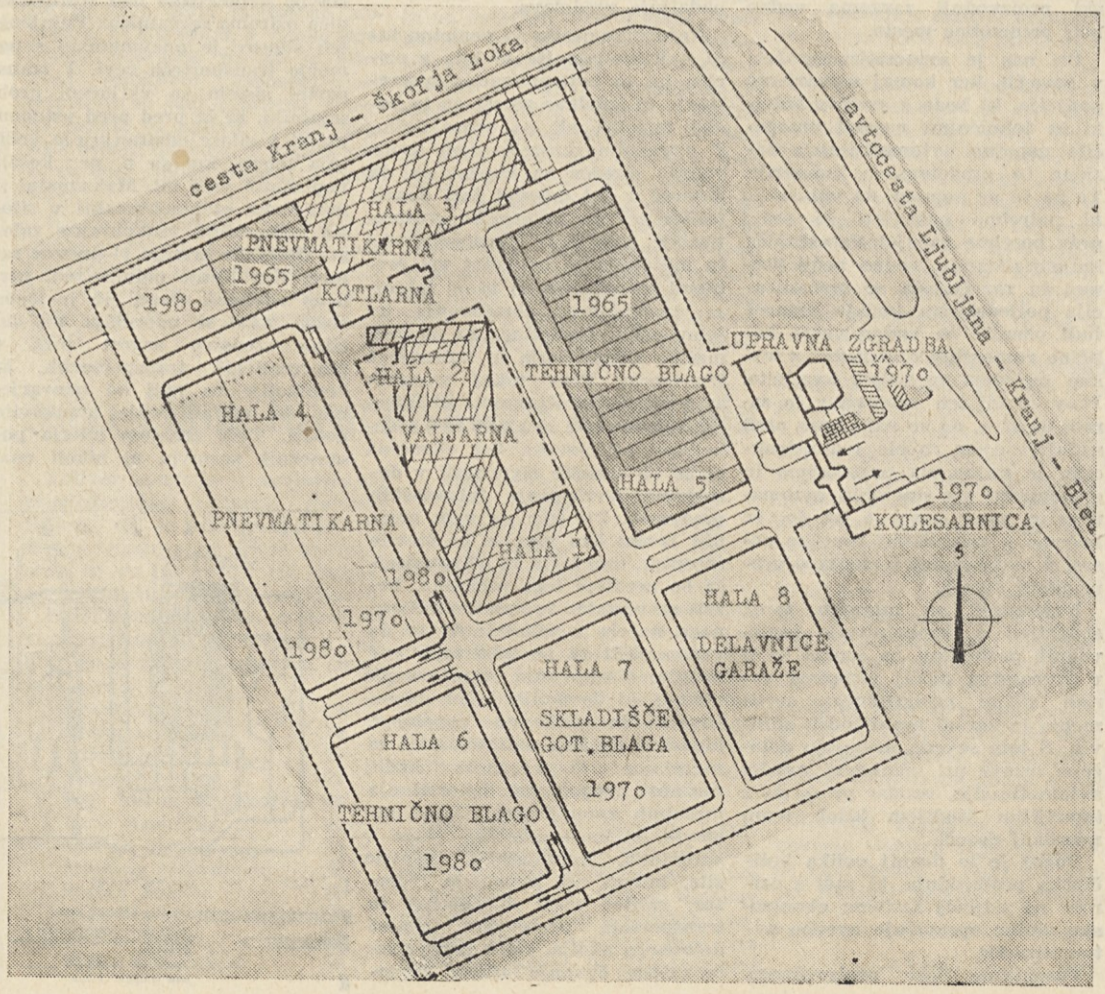 cesta Kranj - Škofja Loka
avtocesta Ljubljana - Kranj - Bled
HALA 3
PNEVMATIKARNA
1965
198o
KOTLARNA
1965
UPRAVNA ZGRADBA
197o
HALA 2
TEHNIČNO BLAGO
HALA 4
VALJARNA
HALA 5
197o
KOLESARNICA
PNEVMATIKARNA
HALA 1
S
198o
197o
198o
HALA 8
DELAVNICE
GARAŽE
HALA 7
SKLADIŠČE
GOT. BLAGA
197o
HALA 6
TEHNIČNO BLAGO
198o